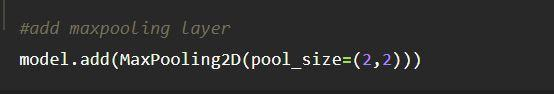 #add maxpooling layer
model.add(MaxPooling2D(pool_size=(2,2)))